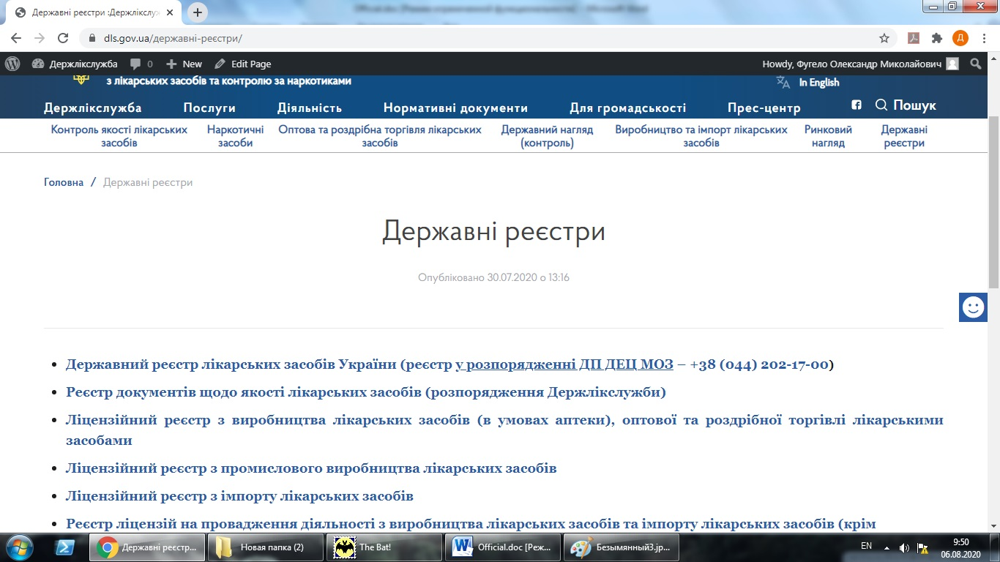 Державні реєстри :Держлікслу
Official.doc [Режим ограниченной функциональности] - Microsoft Word
dls.gov.ua/державні-реєстри/
Д
Держлікслужба 0 New Edit Page Howdy, Фугело Олександр Миколайович
з лікарських засобів та контролю за наркотиками
In English
Держлікслужба Послуги Діяльність Нормативні документи Для громадськості Прес-центр Пошук
Контроль якості лікарських засобів
Наркотичні засоби
Оптова та роздрібна торгівля лікарських засобів
Державний нагляд (контроль)
Виробництво та імпорт лікарських засобів
Ринковий нагляд
Державні реєстри
Головна / Державні реєстри
Державні реєстри
Опубліковано 30.07.2020 о 13:16
• Державний реєстр лікарських засобів України (реєстр у розпорядженні ДП ДЕЦ МОЗ – +38 (044) 202-17-00)
• Реєстр документів щодо якості лікарських засобів (розпорядження Держлікслужби)
• Ліцензійний реєстр з виробництва лікарських засобів (в умовах аптеки), оптової та роздрібної торгівлі лікарськими
засобами
• Ліцензійний реєстр з промислового виробництва лікарських засобів
• Ліцензійний реєстр з імпорту лікарських засобів
• Реєстр ліцензій на провадження діяльності з виробництва лікарських засобів та імпорту лікарських засобів (крім
Державні реєстр... Новая папка (2) The Bat! Official.doc [Реж... Безымянный3.jp... EN 9:50
06.08.2020